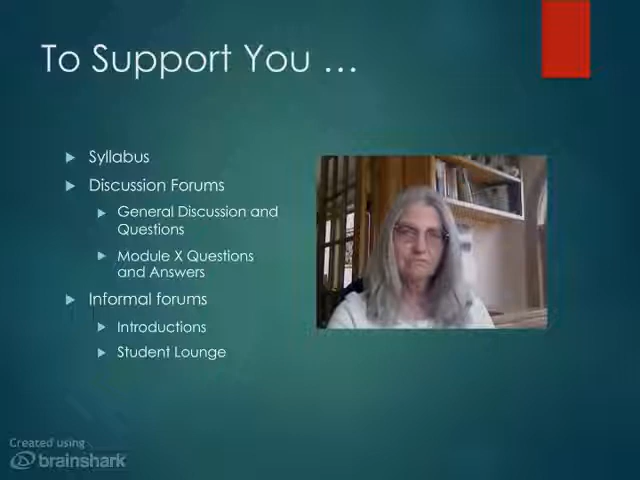 To Support You ...
Syllabus
Discussion Forums
General Discussion and
Questions
Module X Questions
and Answers
Informal forums
Introductions
Student Lounge
Created using
brainshark